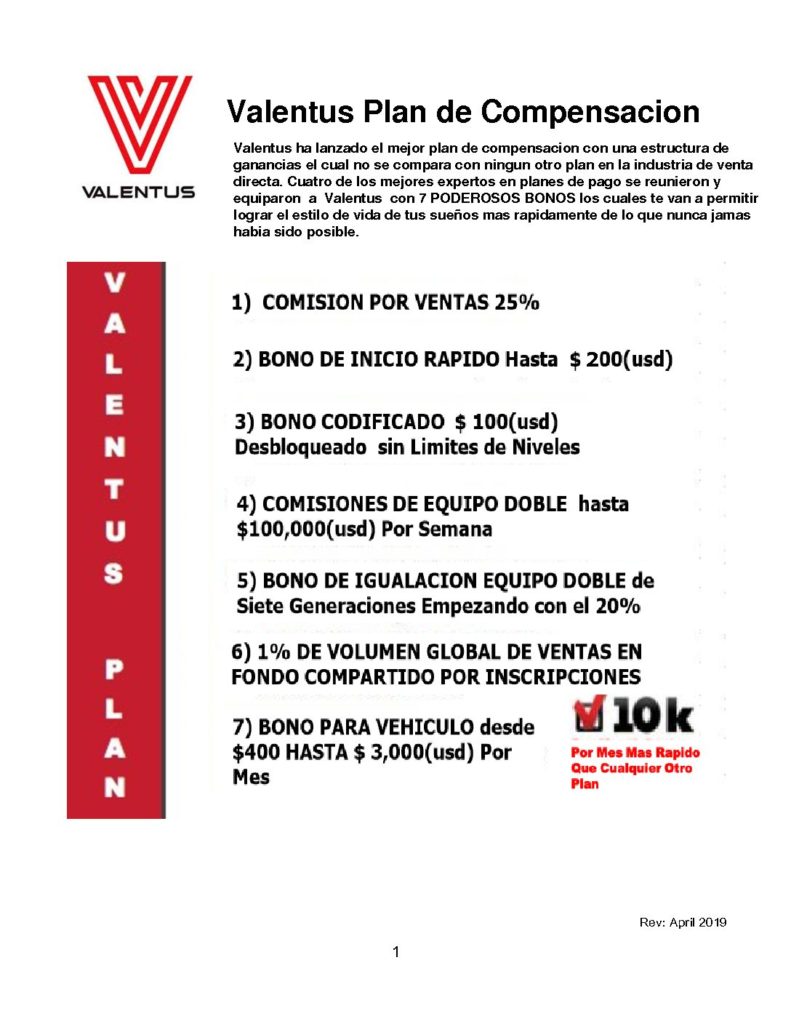 VALENTUS
Valentus Plan de Compensacion
Valentus ha lanzado el mejor plan de compensacion con una estructura de
ganancias el cual no se compara con ningun otro plan en la industria de venta
directa. Cuatro de los mejores expertos en planes de pago se reunieron y
equiparon a Valentus con 7 PODEROSOS BONOS los cuales te van a permitir
lograr el estilo de vida de tus sueños mas rapidamente de lo que nunca jamas
habia sido posible.
VALENTUS PLAN
1) COMISION POR VENTAS 25%
2) BONO DE INICIO RAPIDO Hasta $ 200(usd)
3) BONO CODIFICADO $ 100(usd)
Desbloqueado sin Limites de Niveles
4) COMISIONES DE EQUIPO DOBLE hasta
$100,000(usd) Por Semana
5) BONO DE IGUALACION EQUIPO DOBLE de
Siete Generaciones Empezando con el 20%
6) 1% DE VOLUMEN GLOBAL DE VENTAS EN
FONDO COMPARTIDO POR INSCRIPCIONES
7) BONO PARA VEHICULO desde
$400 HASTA $ 3,000(usd) Por
Mes
10k
Por Mes Mas Rapido
Que Cualquier Otro
Plan
Rev: April 2019
1